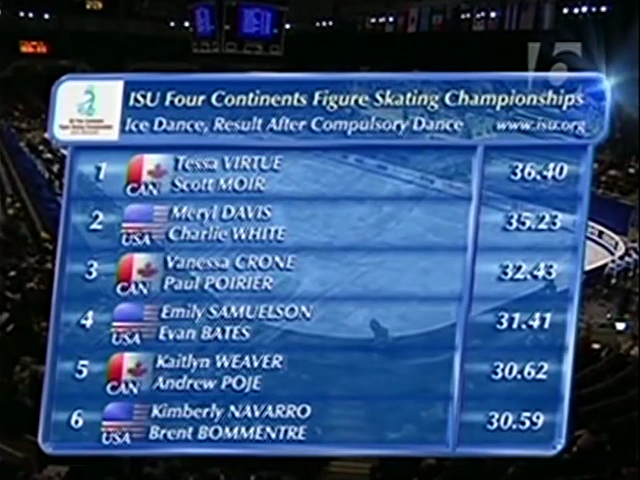 5
ISU Four Continents Figure Skating Championships
Ice Dance, Result After Compulsory Dance www.isu.org
1 CAN Tessa VIRTUE
Scott MOIR 36.40
2 USA Meryl DAVIS
Charlie WHITE 35.23
3 CAN Vanessa CRONE
Paul POIRIER 32.43
4 USA Emily SAMUELSON
Evan BATES 31.41
5 CAN Kaitlyn WEAVER
Andrew POJE 30.62
6 USA Kimberly NAVARRO
Brent BOMMENTRE 30.59